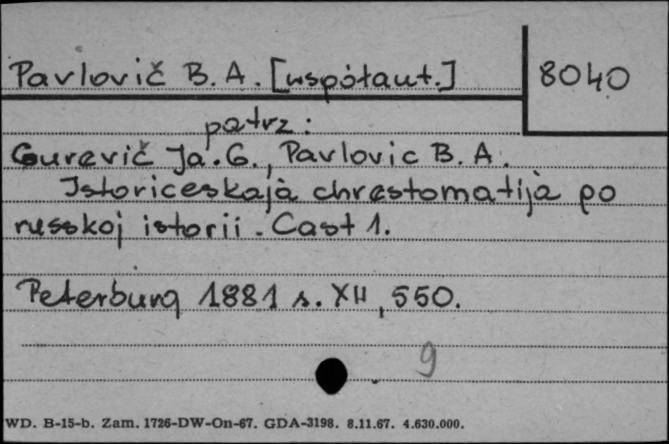 Pavlovič B. A. [współaut.]
8040
patrz:
Gurevič Ja. G., Pavlovic B. A.
Istoriceskaja chrestomatija po
russkoj istorii. Cast 1.
Peterburg 1881 s. XII, 550.
9
WD. B-15-b. Zam. 1726-DW-On-67. GDA-3198. 8.11.67. 4.630.000.